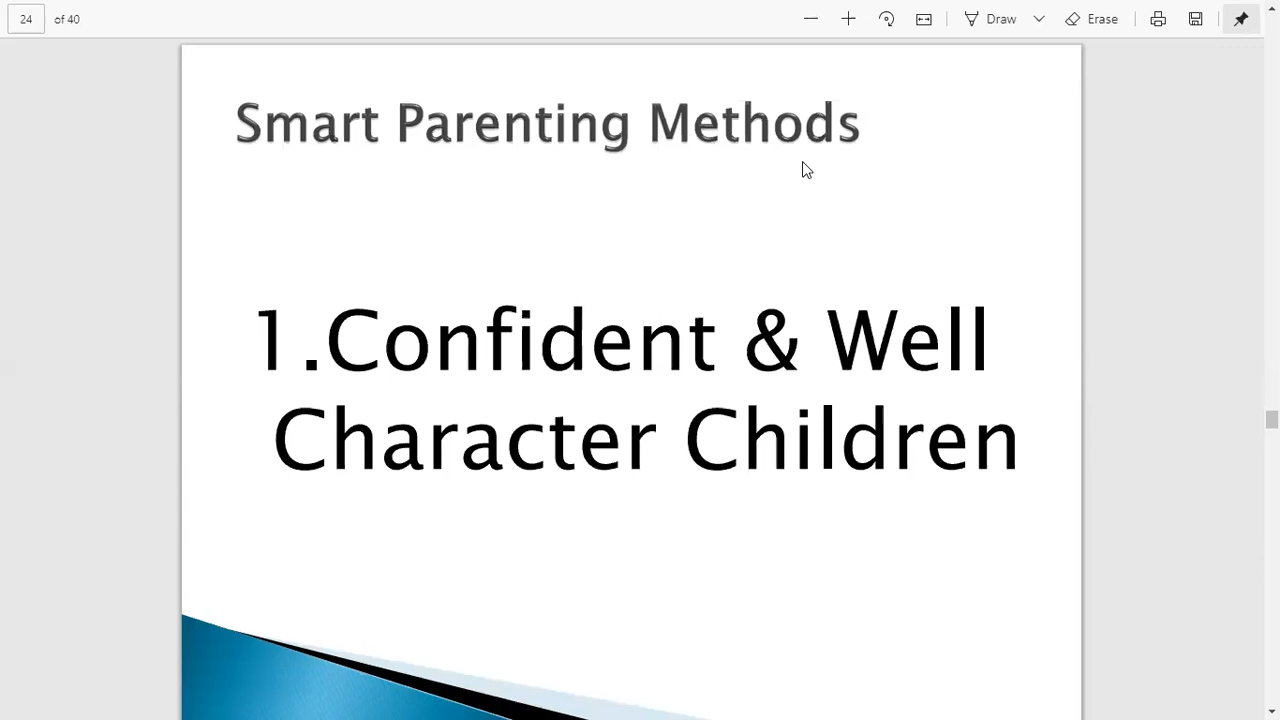 24 of 40 Draw Erase
Smart Parenting Methods
1.Confident & Well
Character Children